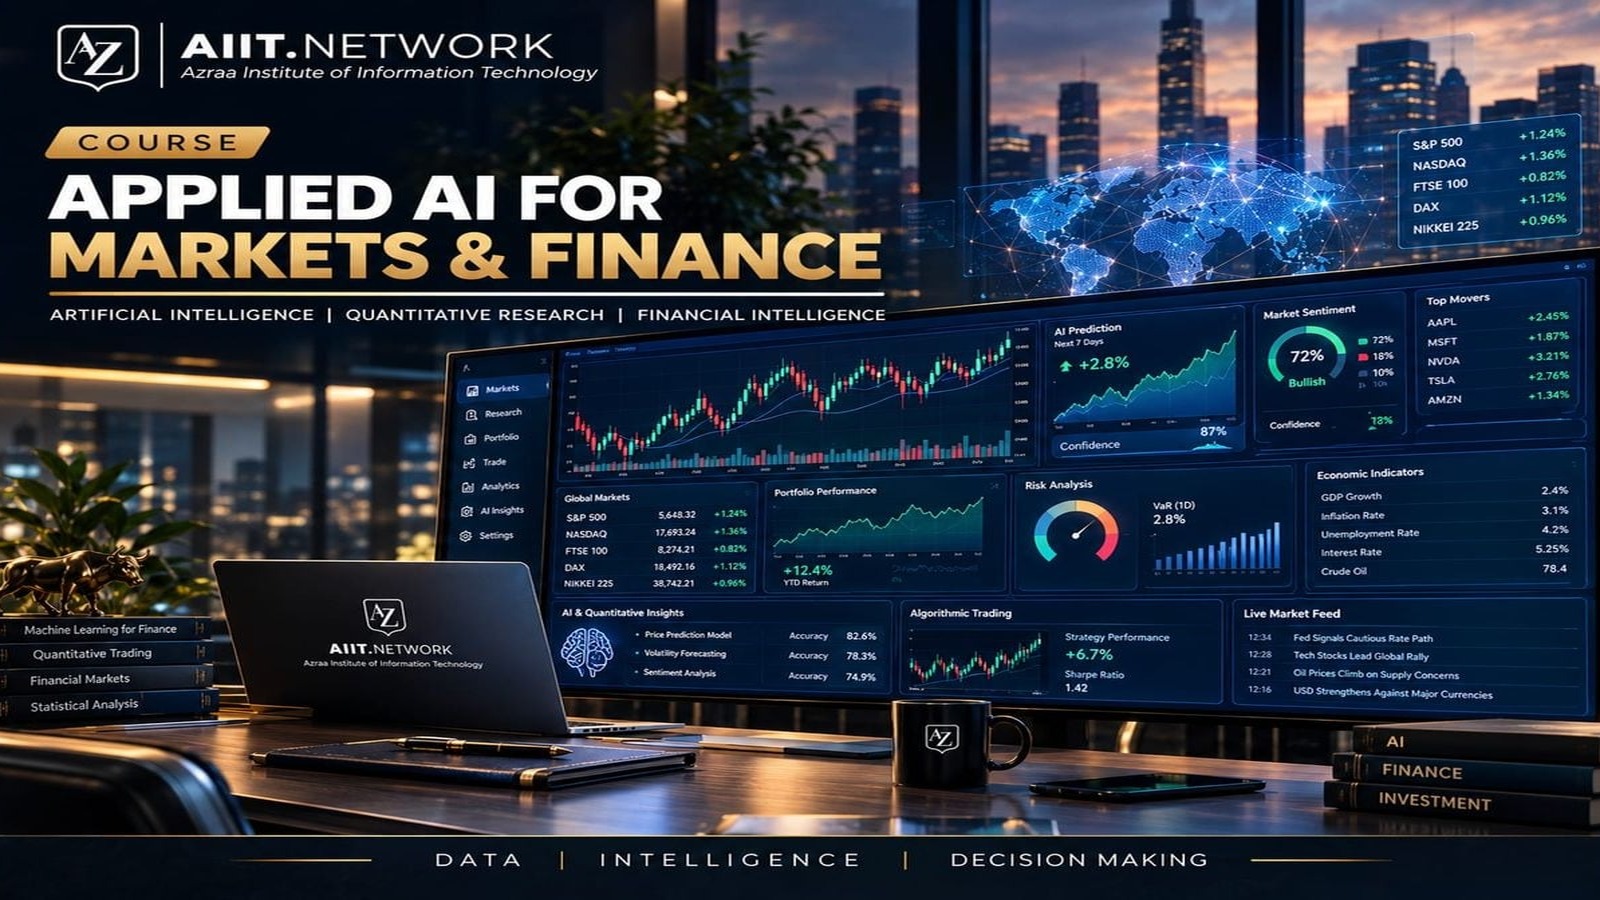 AZ
AIIT.NETWORK
Azraa Institute of Information Technology
COURSE
APPLIED AI FOR
MARKETS & FINANCE
ARTIFICIAL INTELLIGENCE | QUANTITATIVE RESEARCH | FINANCIAL INTELLIGENCE
S&P 500 +1.24%
NASDAQ +1.36%
FTSE 100 +0.82%
DAX +1.12%
NIKKEI 225 +0.96%
Markets
Research
Portfolio
Trade
Analytics
AI Insights
Settings
AI Prediction
Next 7 Days
+2.8%
Confidence 87%
Market Sentiment
72%
Bullish
72%
18%
10%
Confidence
Top Movers
AAPL +2.45%
MSFT +1.87%
NVDA +3.21%
TSLA +2.76%
AMZN +1.34%
Global Markets
S&P 500 5,648.32 +1.24%
NASDAQ 17,693.24 +1.36%
FTSE 100 8,274.21 +0.82%
DAX 18,492.16 +1.12%
NIKKEI 225 38,742.21 +0.96%
Portfolio Performance
+12.4%
YTD Return
Risk Analysis
VaR (1D)
2.8%
Economic Indicators
GDP Growth 2.4%
Inflation Rate 3.1%
Unemployment Rate 4.2%
Interest Rate 5.25%
Crude Oil 78.4
AI & Quantitative Insights
• Price Prediction Model Accuracy 82.6%
• Volatility Forecasting Accuracy 78.3%
• Sentiment Analysis Accuracy 74.9%
Algorithmic Trading
Strategy Performance
+6.7%
Sharpe Ratio
1.42
Live Market Feed
12:34 Fed Signals Cautious Rate Path
12:28 Tech Stocks Lead Global Rally
12:21 Oil Prices Climb on Supply Concerns
12:16 USD Strengthens Against Major Currencies
Machine Learning for Finance
Quantitative Trading
Financial Markets
Statistical Analysis
AZ
AIIT.NETWORK
Azraa Institute of Information Technology
AZ
AI
FINANCE
INVESTMENT
DATA | INTELLIGENCE | DECISION MAKING